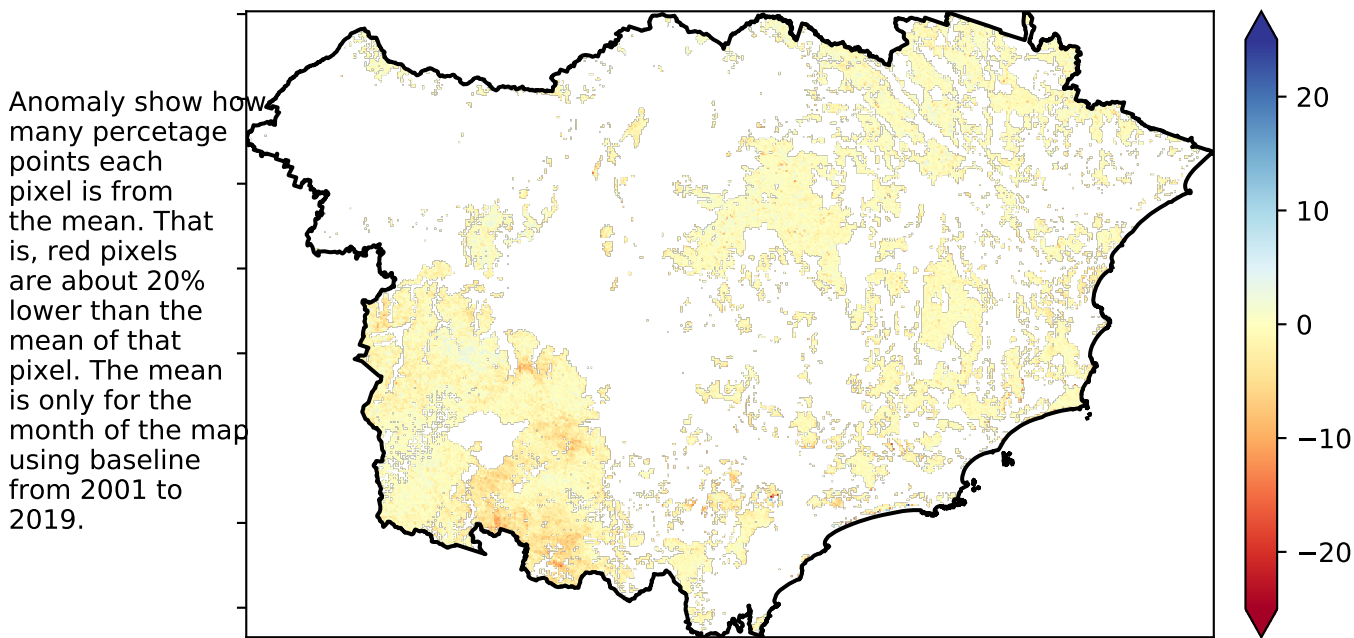 Anomaly show how
many percetage
points each
pixel is from
the mean. That
is, red pixels
are about 20%
lower than the
mean of that
pixel. The mean
is only for the
month of the map
using baseline
from 2001 to
2019.
20
10
0
−10
−20